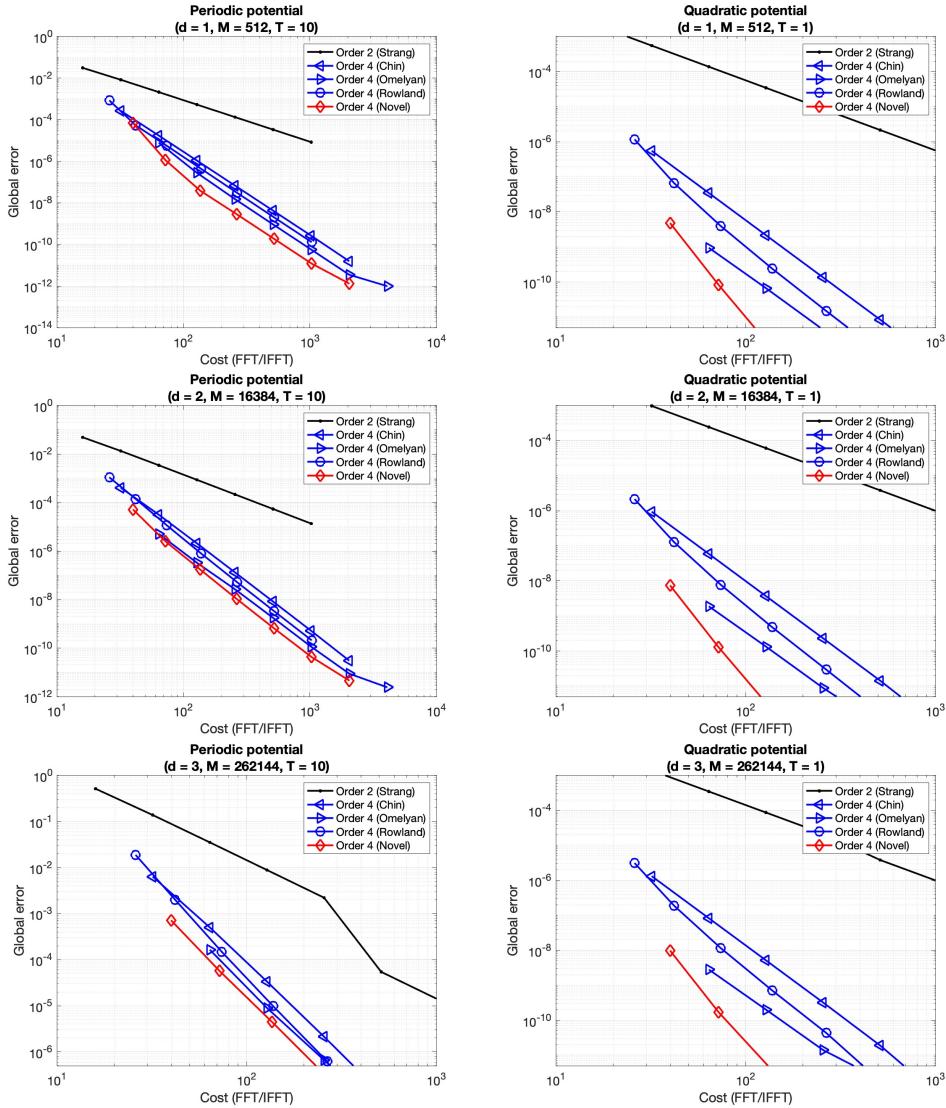 Periodic potential
(d = 1, M = 512, T = 10)
10^0
10^-2
10^-4
10^-6
10^-8
10^-10
10^-12
10^-14
Global error
Order 2 (Strang)
Order 4 (Chin)
Order 4 (Omelyan)
Order 4 (Rowland)
Order 4 (Novel)
10^1
10^2
10^3
10^4
Cost (FFT/IFFT)
Quadratic potential
(d = 1, M = 512, T = 1)
10^-4
10^-6
10^-8
10^-10
Global error
Order 2 (Strang)
Order 4 (Chin)
Order 4 (Omelyan)
Order 4 (Rowland)
Order 4 (Novel)
10^1
10^2
10^3
Cost (FFT/IFFT)
Periodic potential
(d = 2, M = 16384, T = 10)
10^0
10^-2
10^-4
10^-6
10^-8
10^-10
10^-12
Global error
Order 2 (Strang)
Order 4 (Chin)
Order 4 (Omelyan)
Order 4 (Rowland)
Order 4 (Novel)
10^1
10^2
10^3
10^4
Cost (FFT/IFFT)
Quadratic potential
(d = 2, M = 16384, T = 1)
10^-4
10^-6
10^-8
10^-10
Global error
Order 2 (Strang)
Order 4 (Chin)
Order 4 (Omelyan)
Order 4 (Rowland)
Order 4 (Novel)
10^1
10^2
10^3
Cost (FFT/IFFT)
Periodic potential
(d = 3, M = 262144, T = 10)
10^0
10^-1
10^-2
10^-3
10^-4
10^-5
10^-6
Global error
Order 2 (Strang)
Order 4 (Chin)
Order 4 (Omelyan)
Order 4 (Rowland)
Order 4 (Novel)
10^1
10^2
10^3
Cost (FFT/IFFT)
Quadratic potential
(d = 3, M = 262144, T = 1)
10^-4
10^-6
10^-8
10^-10
Global error
Order 2 (Strang)
Order 4 (Chin)
Order 4 (Omelyan)
Order 4 (Rowland)
Order 4 (Novel)
10^1
10^2
10^3
Cost (FFT/IFFT)